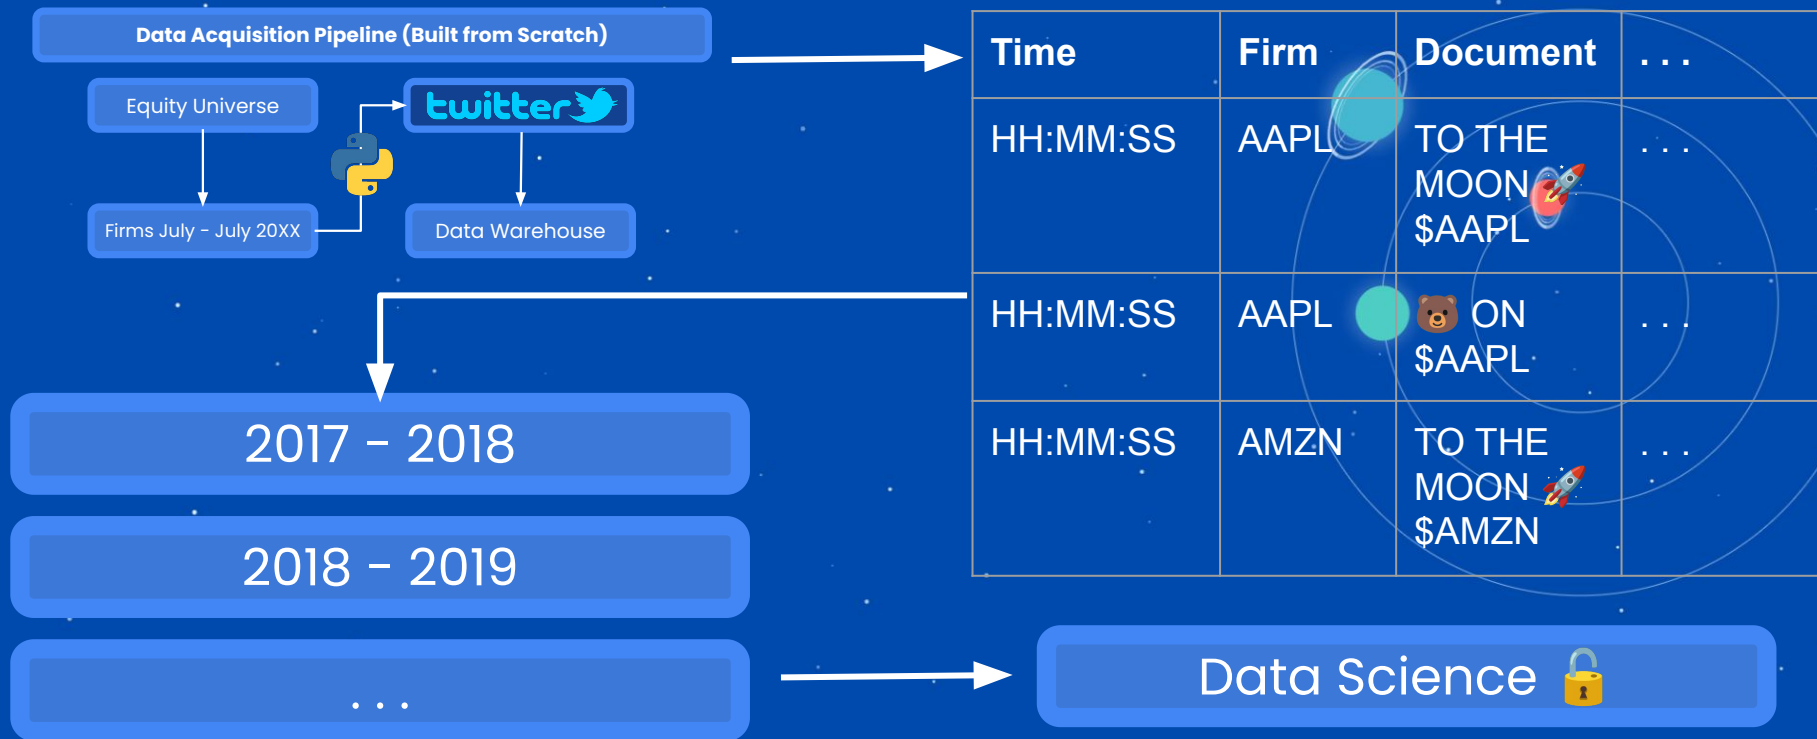 Data Acquisition Pipeline (Built from Scratch)
Equity Universe
twitter
Firms July - July 20XX
Data Warehouse
Time Firm Document . . .
HH:MM:SS AAPL TO THE . . .
MOON 🚀
$AAPL
HH:MM:SS AAPL 🐻 ON . . .
$AAPL
HH:MM:SS AMZN TO THE . . .
MOON 🚀
$AMZN
2017 - 2018
2018 - 2019
. . .
Data Science 🔓